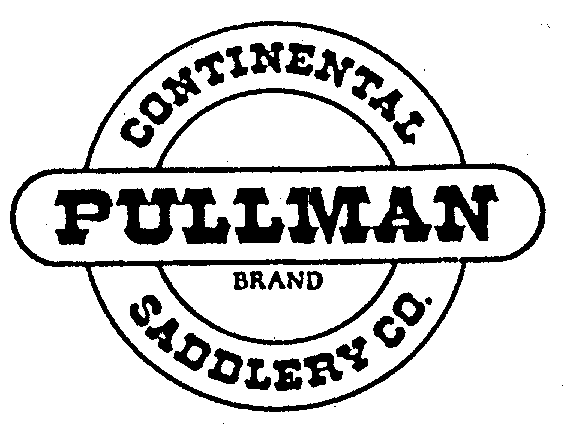 CONTINENTAL
PULLMAN
BRAND
SADDLERY CO.